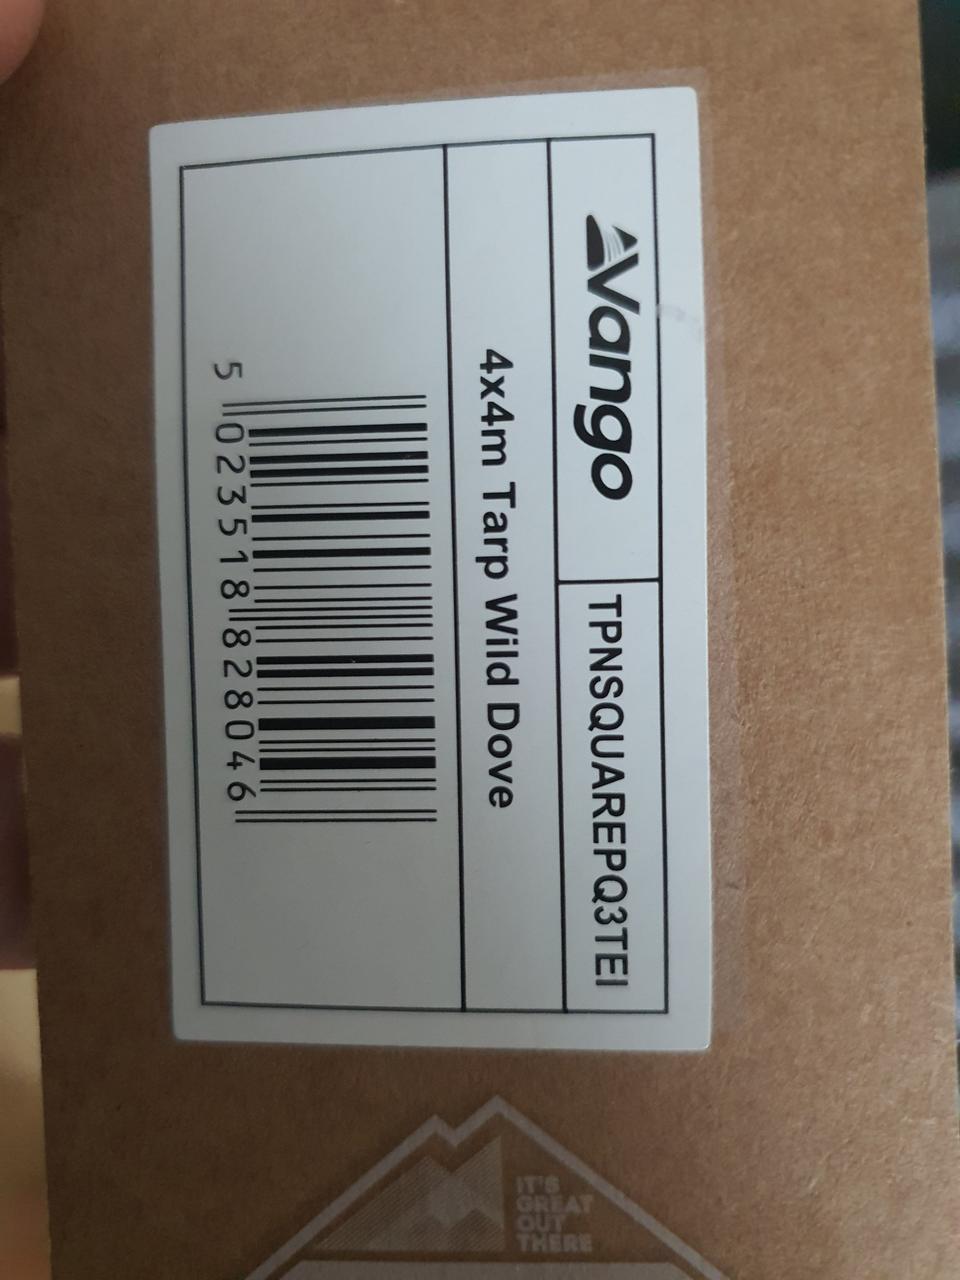 Vango
TPNSQUAREPQ3TEI
4x4m Tarp Wild Dove
5 023518 828046
IT'S
GREAT
OUT
THERE